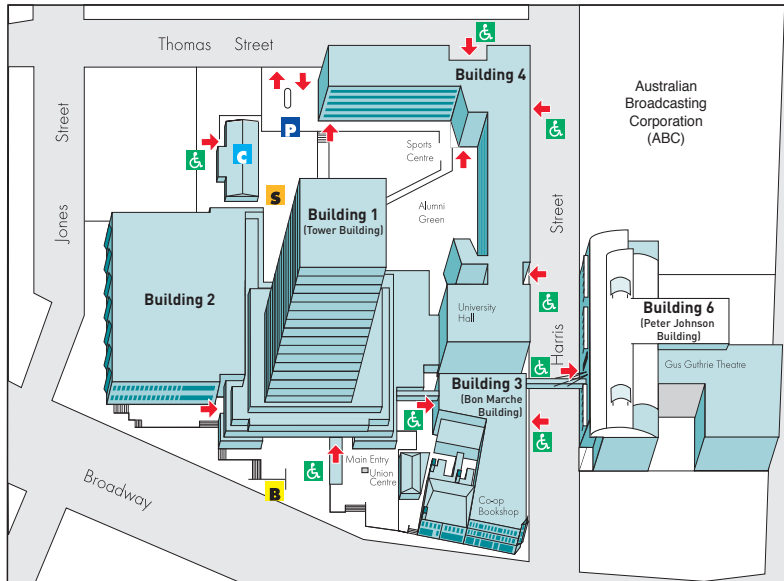 Thomas Street
Building 4
Australian
Broadcasting
Corporation
(ABC)
Jones Street
P
C
Sports
Centre
S
Alumni
Green
Harris Street
Building 1
(Tower Building)
Building 2
University
Hall
Building 6
(Peter Johnson
Building)
Gus Guthrie Theatre
Building 3
(Bon Marche
Building)
Main Entry
Union
Centre
B
Co-op
Bookshop
Broadway